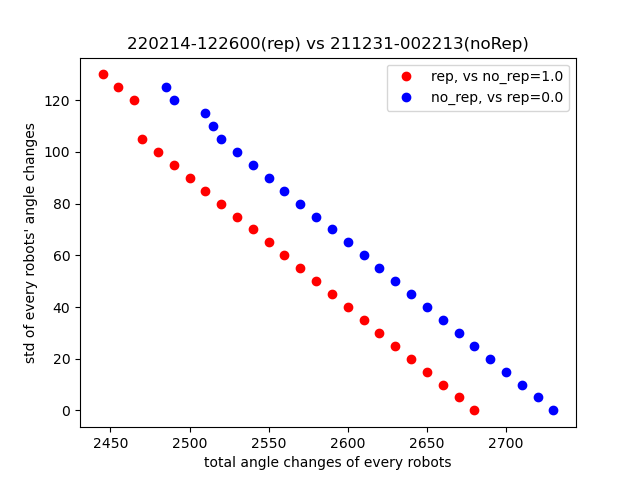 220214-122600(rep) vs 211231-002213(noRep)
rep, vs no_rep=1.0
no_rep, vs rep=0.0
std of every robots' angle changes
120
100
80
60
40
20
0
2450 2500 2550 2600 2650 2700
total angle changes of every robots